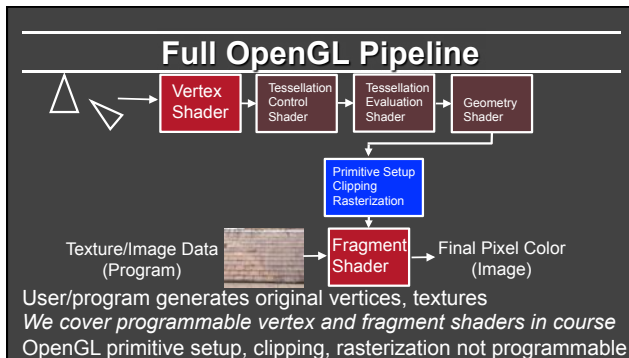 Full OpenGL Pipeline
Vertex
Shader
Tessellation
Control
Shader
Tessellation
Evaluation
Shader
Geometry
Shader
Primitive Setup
Clipping
Rasterization
Texture/Image Data
(Program)
Fragment
Shader
Final Pixel Color
(Image)
User/program generates original vertices, textures
We cover programmable vertex and fragment shaders in course
OpenGL primitive setup, clipping, rasterization not programmable